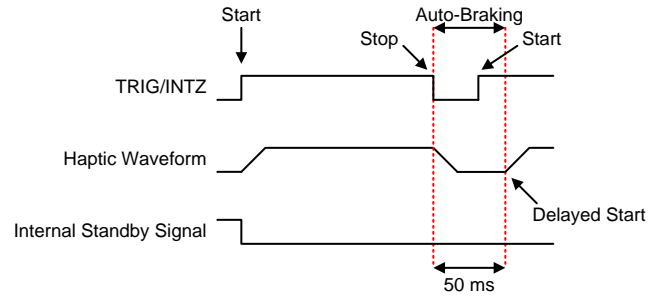 Start
Auto-Braking
Stop
Start
TRIG/INTZ
Haptic Waveform
Delayed Start
Internal Standby Signal
50 ms